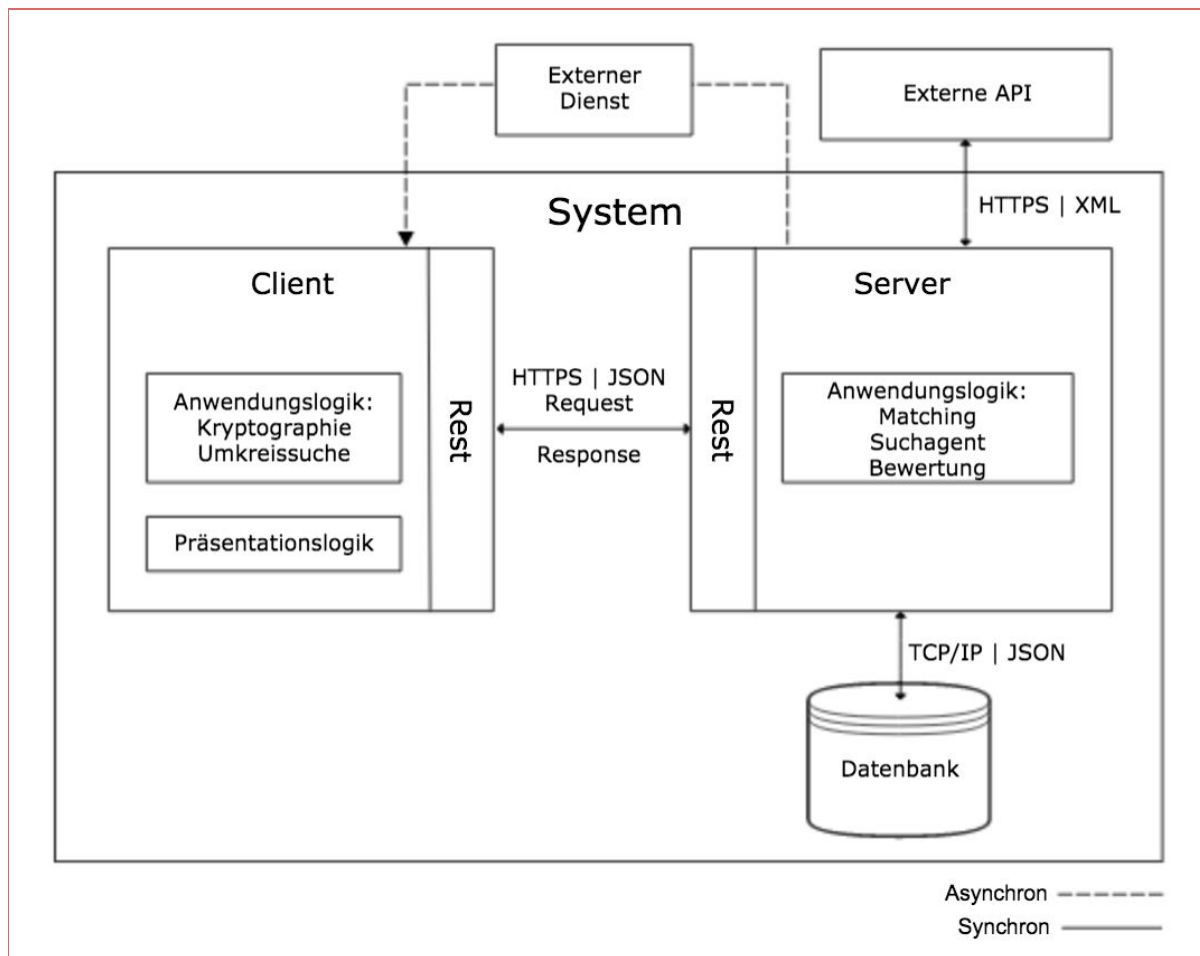 Externer
Dienst
Externe API
HTTPS | XML
System
Client
Server
Anwendungslogik:
Kryptographie
Umkreissuche
Präsentationslogik
Rest
HTTPS | JSON
Request
Response
Rest
Anwendungslogik:
Matching
Suchagent
Bewertung
TCP/IP | JSON
Datenbank
Asynchron
Synchron